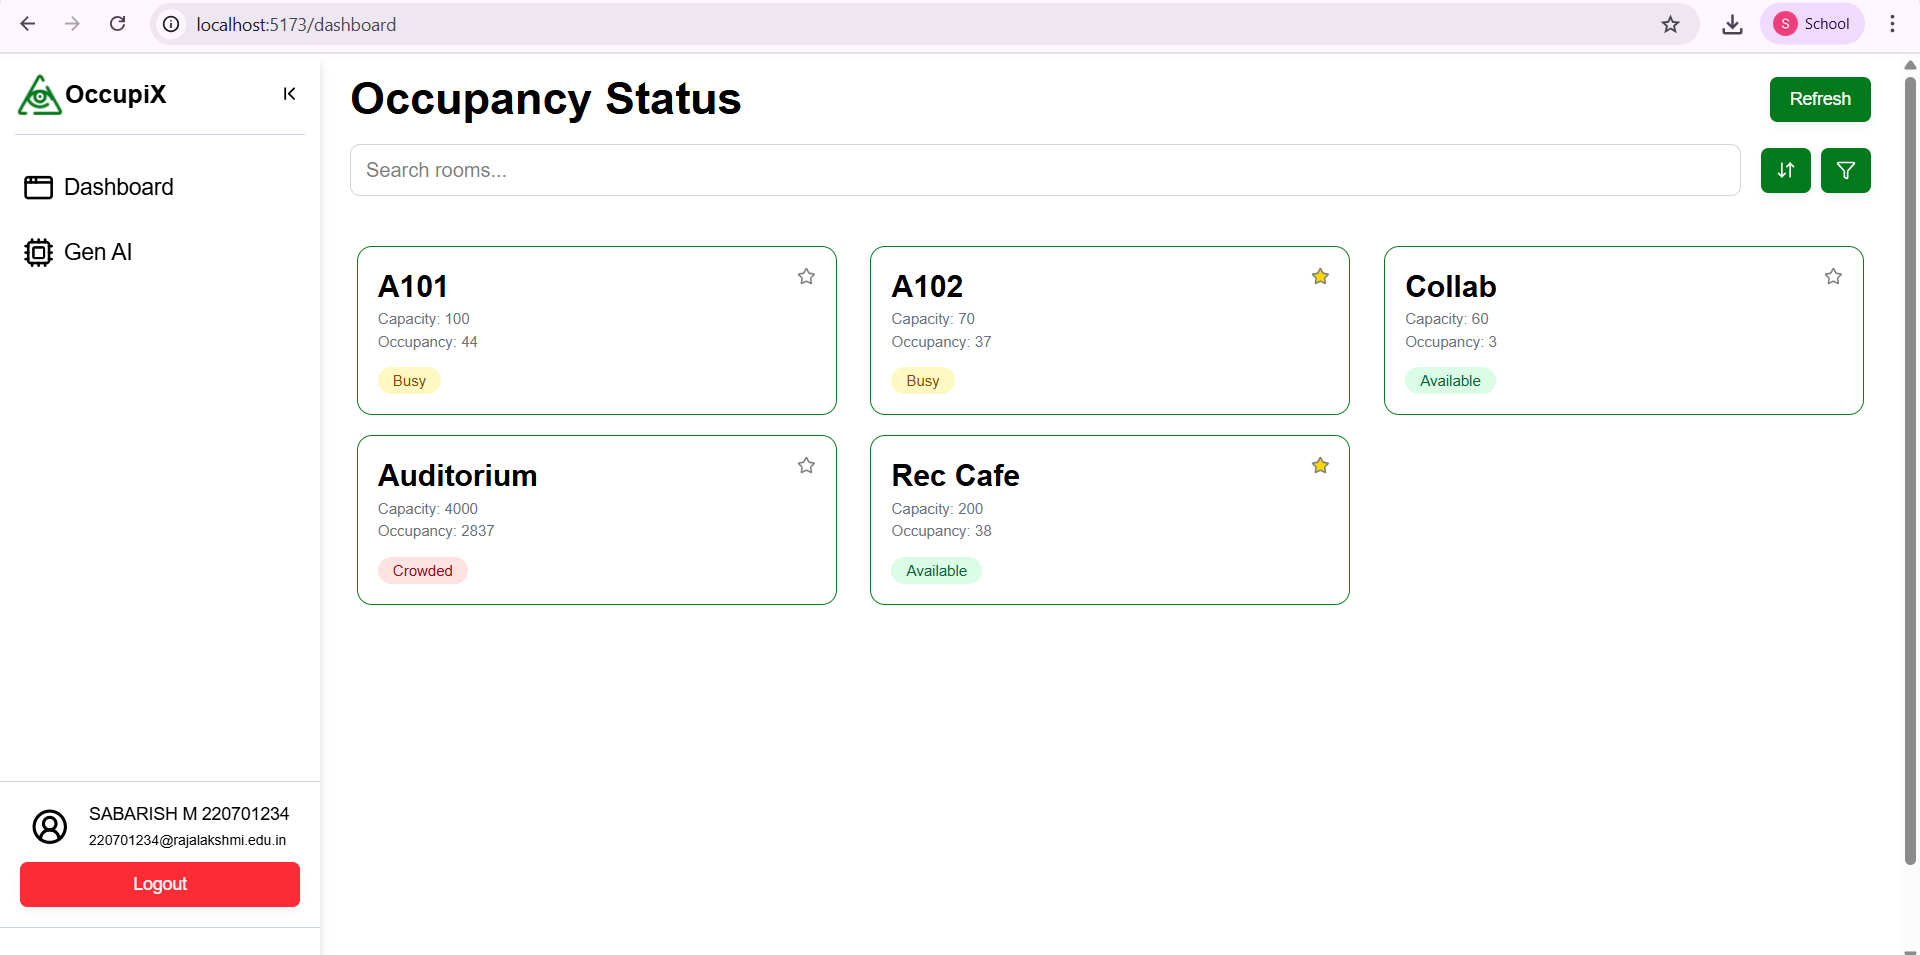 localhost:5173/dashboard
S School
OccupiX
Dashboard
Gen AI
SABARISH M 220701234
220701234@rajalakshmi.edu.in
Logout
Occupancy Status
Refresh
Search rooms...
A101
Capacity: 100
Occupancy: 44
Busy
A102
Capacity: 70
Occupancy: 37
Busy
Collab
Capacity: 60
Occupancy: 3
Available
Auditorium
Capacity: 4000
Occupancy: 2837
Crowded
Rec Cafe
Capacity: 200
Occupancy: 38
Available